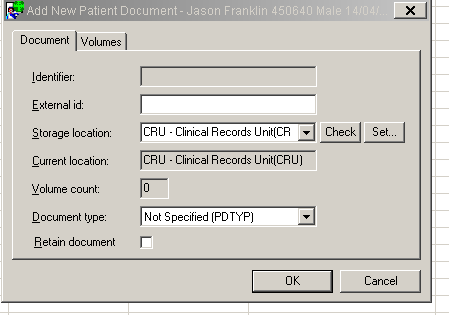 Add New Patient Document - Jason Franklin 450640 Male 14/04/...
Document Volumes
Identifier:
External id:
Storage location: CRU - Clinical Records Unit(CR Check Set...
Current location: CRU - Clinical Records Unit(CRU)
Volume count: 0
Document type: Not Specified (PDTYP)
Retain document
OK Cancel